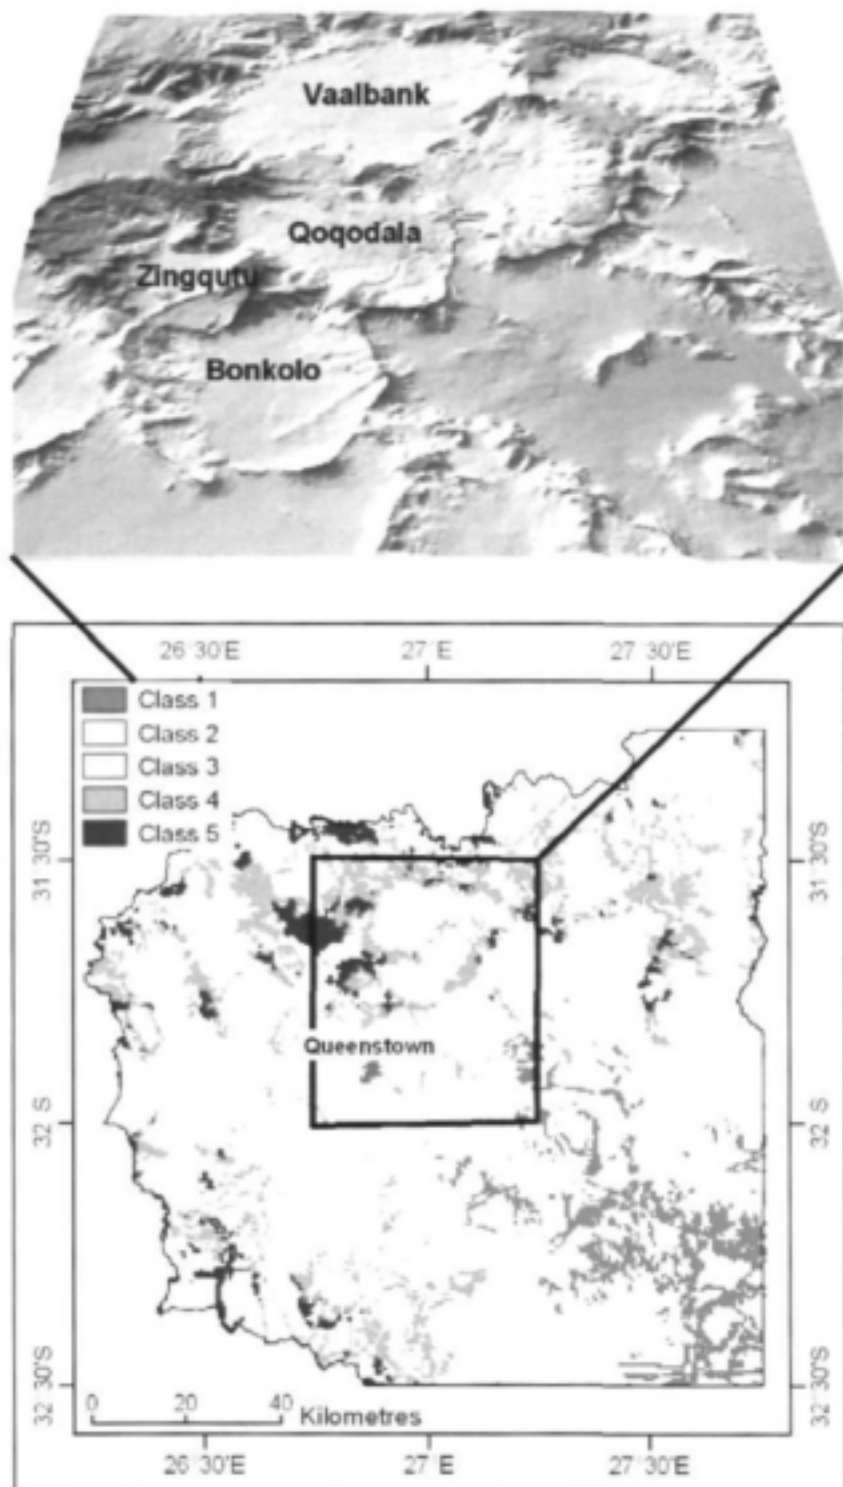 Vaalbank
Qoqodala
Zingqutu
Bonkolo
26°30'E 27°E 27°30'E
Class 1
Class 2
Class 3
Class 4
Class 5
31°30'S 31°30'S
Queenstown
32°S 32°S
32°30'S 32°30'S
0 20 40
Kilometres
26°30'E 27°E 27°30'E